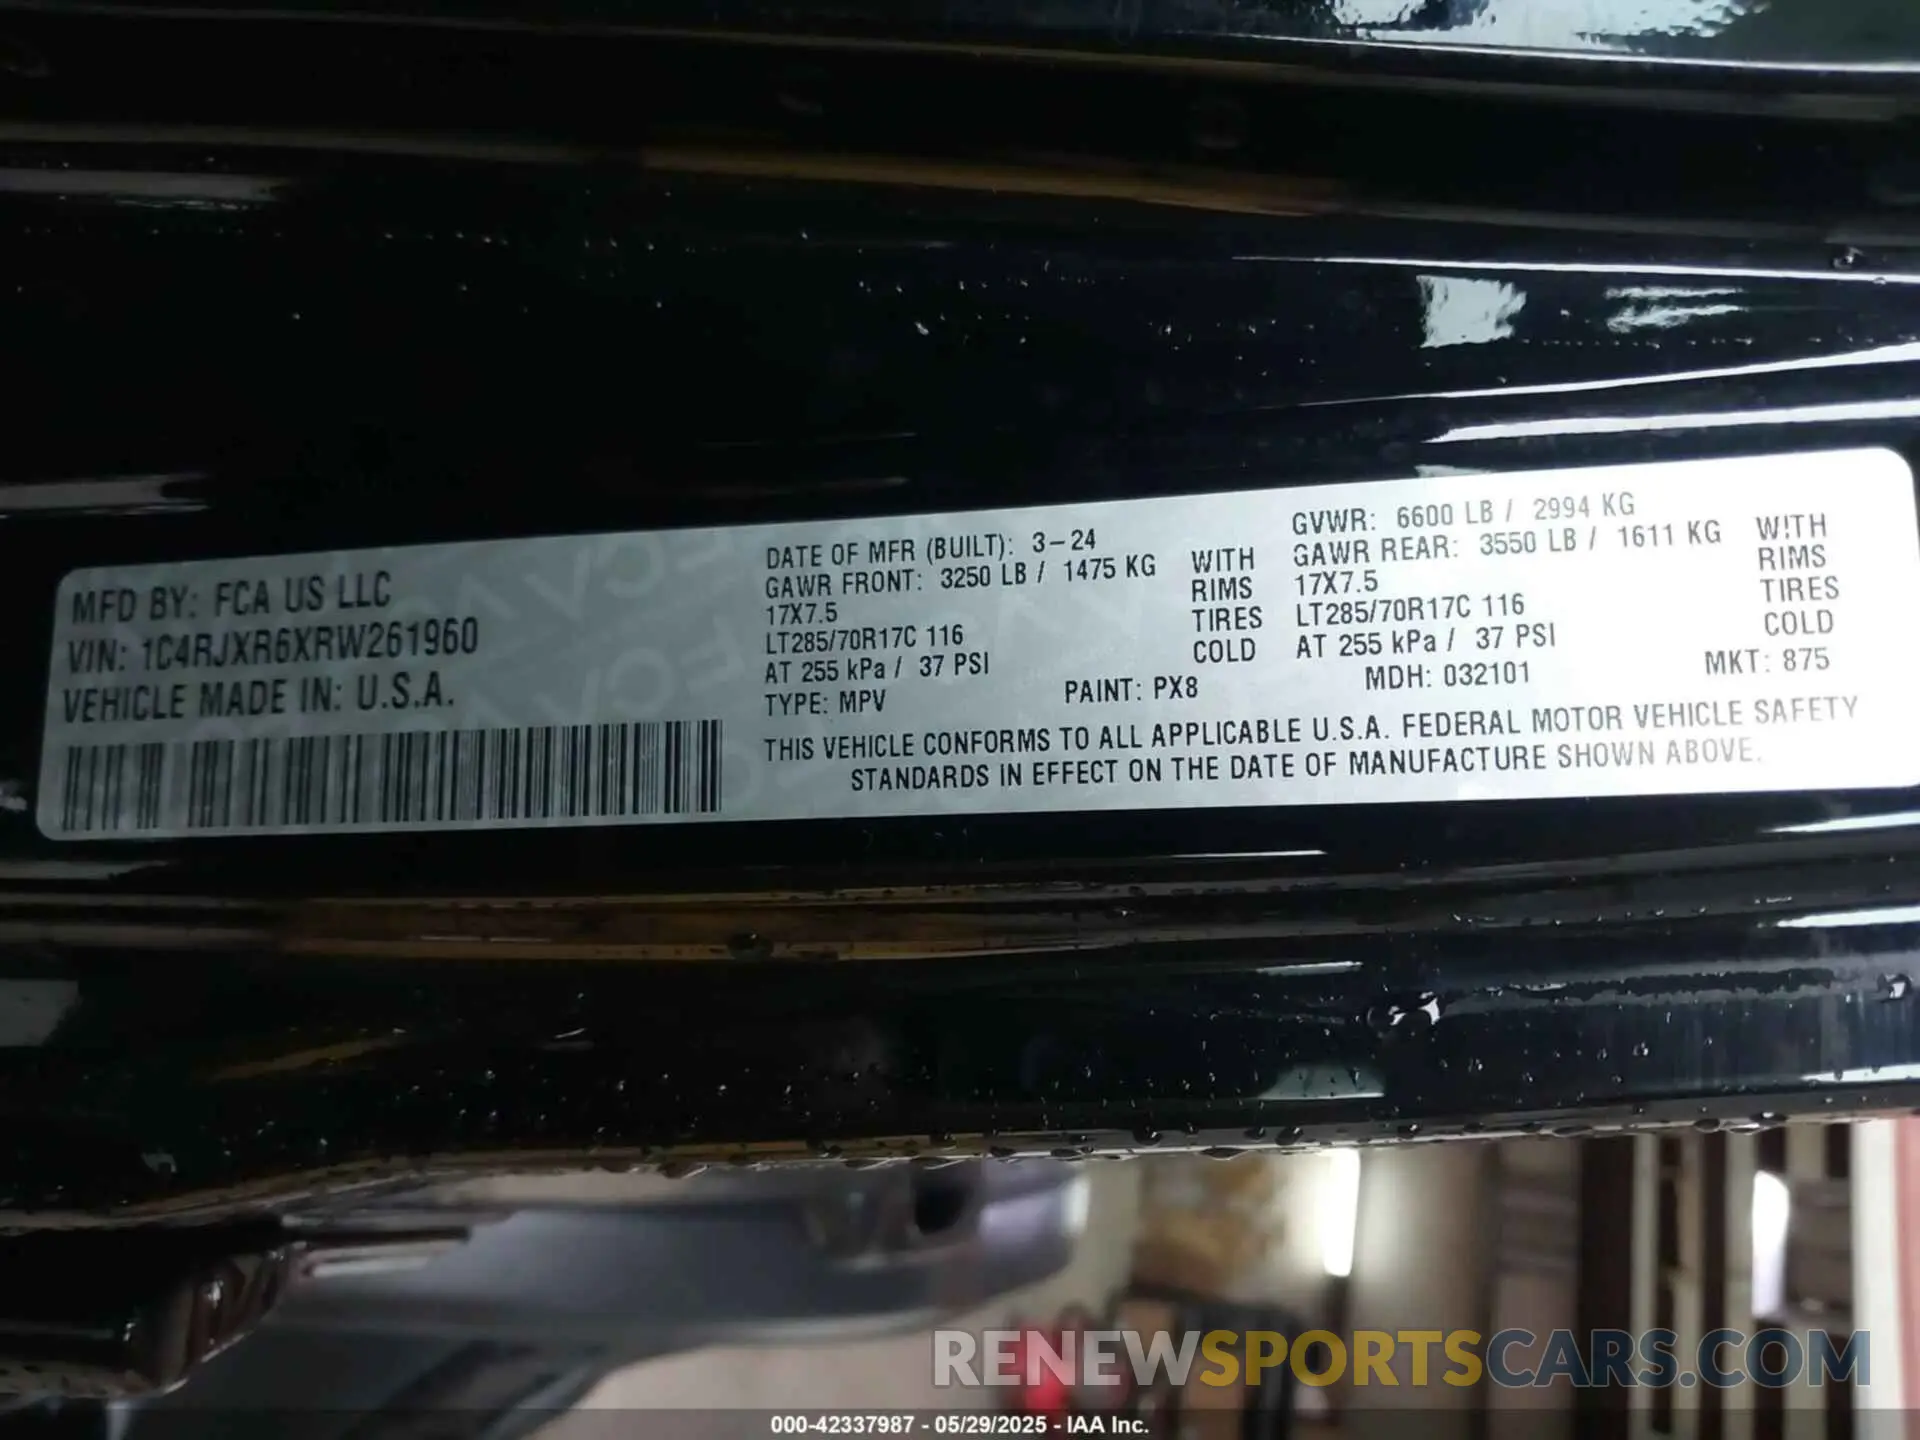 MFD BY: FCA US LLC
VIN: 1C4RJXR6XRW261960
VEHICLE MADE IN: U.S.A.
DATE OF MFR (BUILT): 3-24
GAWR FRONT: 3250 LB / 1475 KG WITH
17X7.5 RIMS
LT285/70R17C 116 TIRES
AT 255 kPa / 37 PSI COLD
TYPE: MPV PAINT: PX8
GVWR: 6600 LB / 2994 KG
GAWR REAR: 3550 LB / 1611 KG WITH
17X7.5 RIMS
LT285/70R17C 116 TIRES
AT 255 kPa / 37 PSI COLD
MDH: 032101 MKT: 875
THIS VEHICLE CONFORMS TO ALL APPLICABLE U.S.A. FEDERAL MOTOR VEHICLE SAFETY
STANDARDS IN EFFECT ON THE DATE OF MANUFACTURE SHOWN ABOVE.
RENEWSPORTSCARS.COM
000-42337987 - 05/29/2025 - IAA Inc.